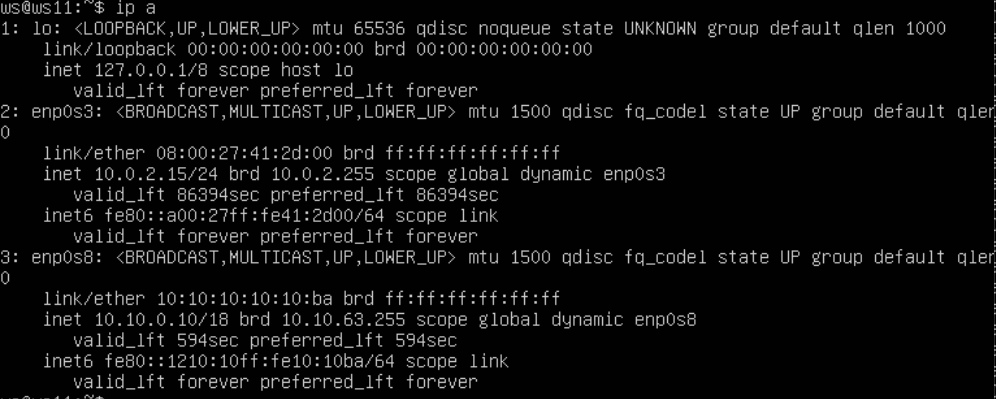 ws@ws11:~$ ip a
1: lo: <LOOPBACK,UP,LOWER_UP> mtu 65536 qdisc noqueue state UNKNOWN group default qlen 1000
    link/loopback 00:00:00:00:00:00 brd 00:00:00:00:00:00
    inet 127.0.0.1/8 scope host lo
       valid_lft forever preferred_lft forever
2: enp0s3: <BROADCAST,MULTICAST,UP,LOWER_UP> mtu 1500 qdisc fq_codel state UP group default qlen
0
    link/ether 08:00:27:41:2d:00 brd ff:ff:ff:ff:ff:ff
    inet 10.0.2.15/24 brd 10.0.2.255 scope global dynamic enp0s3
       valid_lft 86394sec preferred_lft 86394sec
    inet6 fe80::a00:27ff:fe41:2d00/64 scope link
       valid_lft forever preferred_lft forever
3: enp0s8: <BROADCAST,MULTICAST,UP,LOWER_UP> mtu 1500 qdisc fq_codel state UP group default qlen
0
    link/ether 10:10:10:10:10:ba brd ff:ff:ff:ff:ff:ff
    inet 10.10.0.10/18 brd 10.10.63.255 scope global dynamic enp0s8
       valid_lft 594sec preferred_lft 594sec
    inet6 fe80::1210:10ff:fe10:10ba/64 scope link
       valid_lft forever preferred_lft forever
ws@ws11:~$